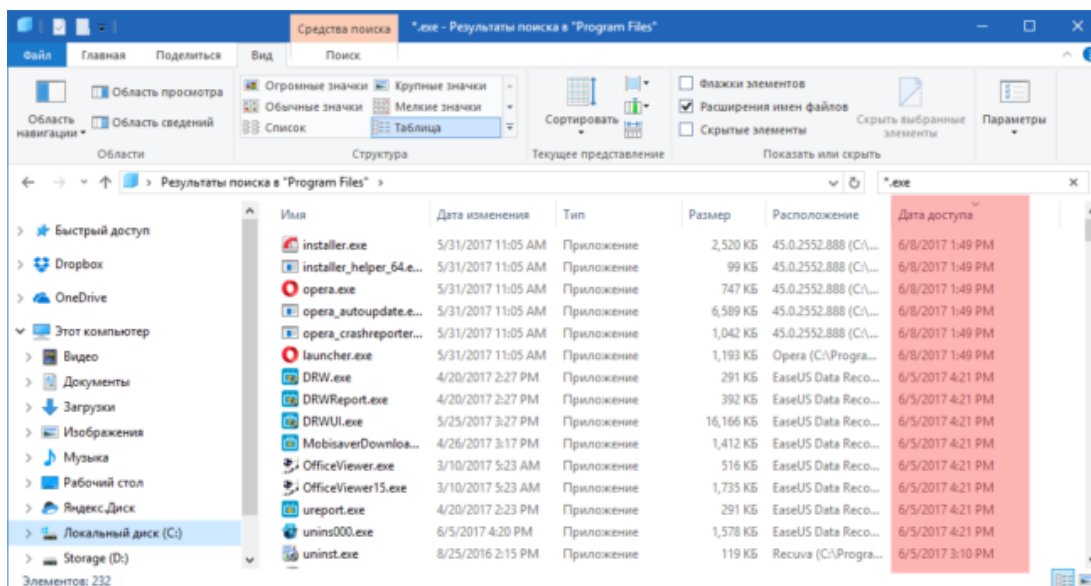 Средства поиска *.exe - Результаты поиска в "Program Files"
Файл Главная Поделиться Вид Поиск
Область навигации
Область просмотра
Область сведений
Области
Огромные значки Крупные значки
Обычные значки Мелкие значки
Список Таблица
Структура
Сортировать
Текущее представление
Флажки элементов
Расширения имен файлов
Скрытые элементы
Скрыть выбранные элементы
Показать или скрыть
Параметры
Результаты поиска в "Program Files" *.exe
Быстрый доступ
Dropbox
OneDrive
Этот компьютер
Видео
Документы
Загрузки
Изображения
Музыка
Рабочий стол
Яндекс.Диск
Локальный диск (C:)
Storage (D:)
Имя Дата изменения Тип Размер Расположение Дата доступа
installer.exe 5/31/2017 11:05 AM Приложение 2,520 КБ 45.0.2552.888 (C:\... 6/8/2017 1:49 PM
installer_helper_64.e... 5/31/2017 11:05 AM Приложение 99 КБ 45.0.2552.888 (C:\... 6/8/2017 1:49 PM
opera.exe 5/31/2017 11:05 AM Приложение 747 КБ 45.0.2552.888 (C:\... 6/8/2017 1:49 PM
opera_autoupdate.e... 5/31/2017 11:05 AM Приложение 6,589 КБ 45.0.2552.888 (C:\... 6/8/2017 1:49 PM
opera_crashreporter... 5/31/2017 11:05 AM Приложение 1,042 КБ 45.0.2552.888 (C:\... 6/8/2017 1:49 PM
launcher.exe 5/31/2017 11:05 AM Приложение 1,193 КБ Opera (C:\Progra... 6/8/2017 1:49 PM
DRW.exe 4/20/2017 2:27 PM Приложение 291 КБ EaseUS Data Reco... 6/5/2017 4:21 PM
DRWReport.exe 4/20/2017 2:27 PM Приложение 392 КБ EaseUS Data Reco... 6/5/2017 4:21 PM
DRWUI.exe 5/25/2017 3:27 PM Приложение 16,166 КБ EaseUS Data Reco... 6/5/2017 4:21 PM
MobisaverDownloa... 4/26/2017 3:17 PM Приложение 1,412 КБ EaseUS Data Reco... 6/5/2017 4:21 PM
OfficeViewer.exe 3/10/2017 5:23 AM Приложение 516 КБ EaseUS Data Reco... 6/5/2017 4:21 PM
OfficeViewer15.exe 3/10/2017 5:23 AM Приложение 1,735 КБ EaseUS Data Reco... 6/5/2017 4:21 PM
ureport.exe 4/20/2017 2:23 PM Приложение 291 КБ EaseUS Data Reco... 6/5/2017 4:21 PM
unins000.exe 6/5/2017 4:20 PM Приложение 1,578 КБ EaseUS Data Reco... 6/5/2017 4:21 PM
uninst.exe 8/25/2016 2:15 PM Приложение 119 КБ Recuva (C:\Progra... 6/5/2017 3:10 PM
Элементов: 232